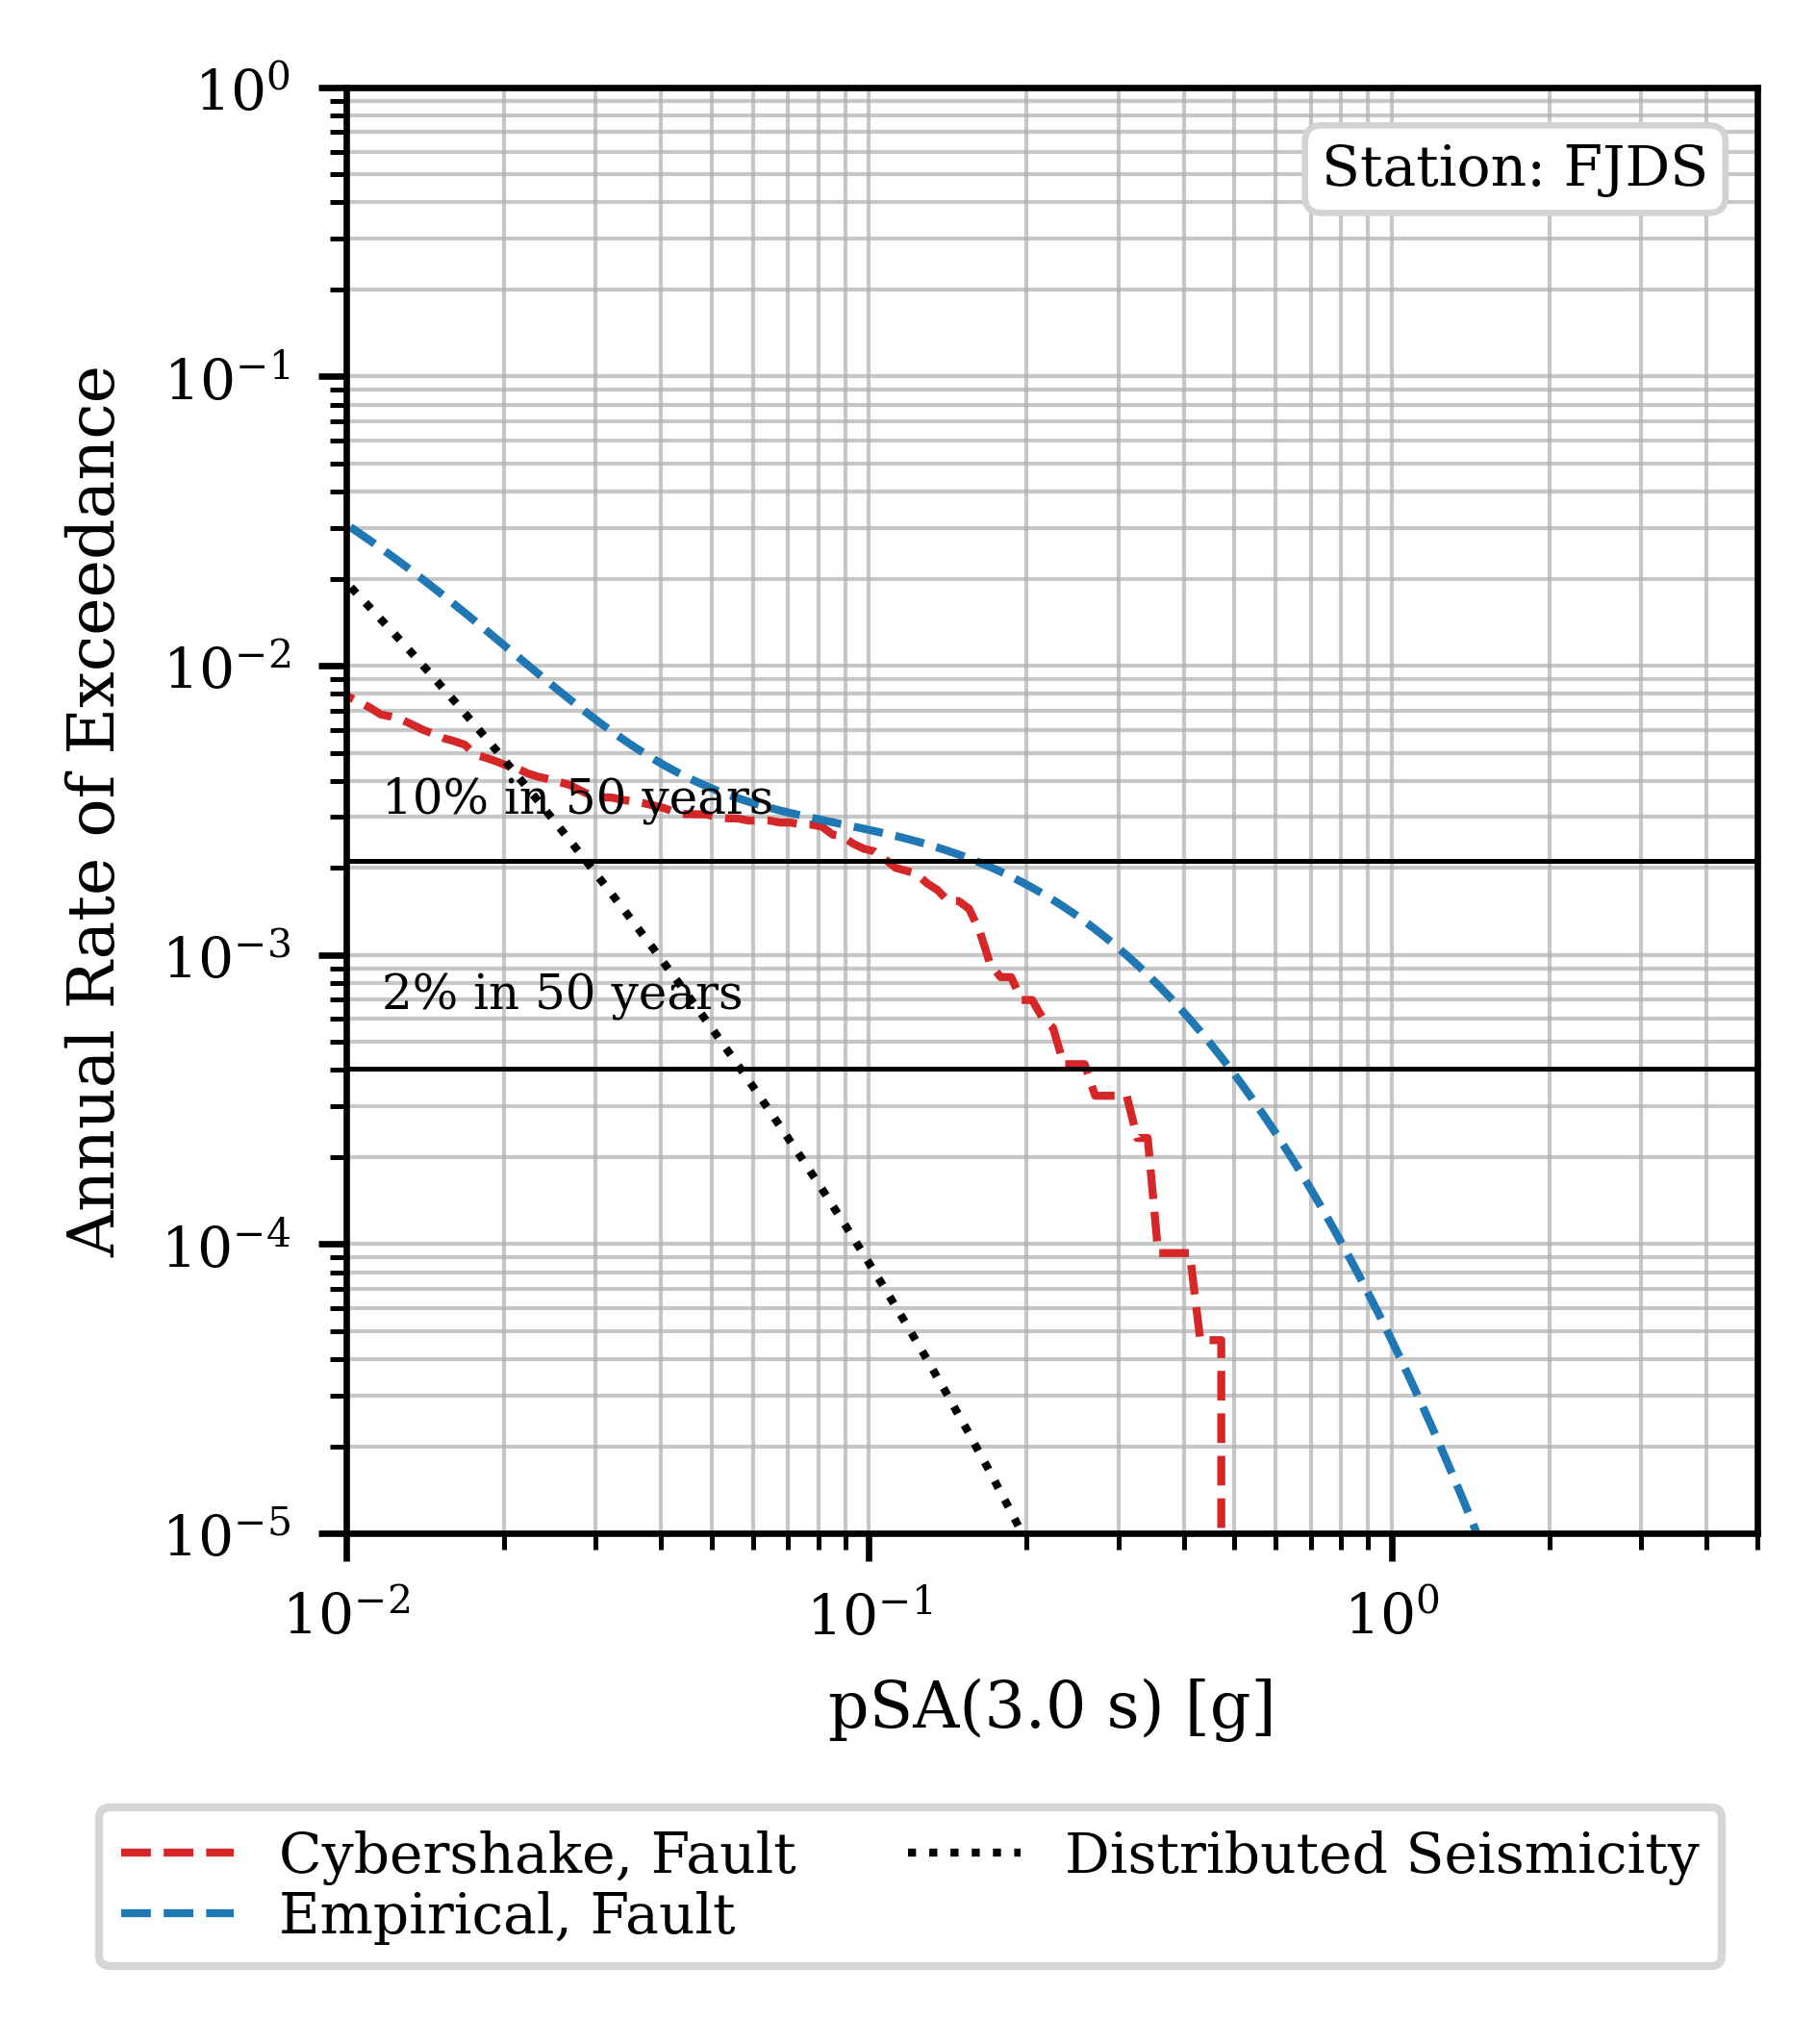 10⁰
Station: FJDS
10⁻¹
10⁻²
10% in 50 years
10⁻³
2% in 50 years
10⁻⁴
10⁻⁵
Annual Rate of Exceedance
10⁻² 10⁻¹ 10⁰
pSA(3.0 s) [g]
Cybershake, Fault
Empirical, Fault
Distributed Seismicity